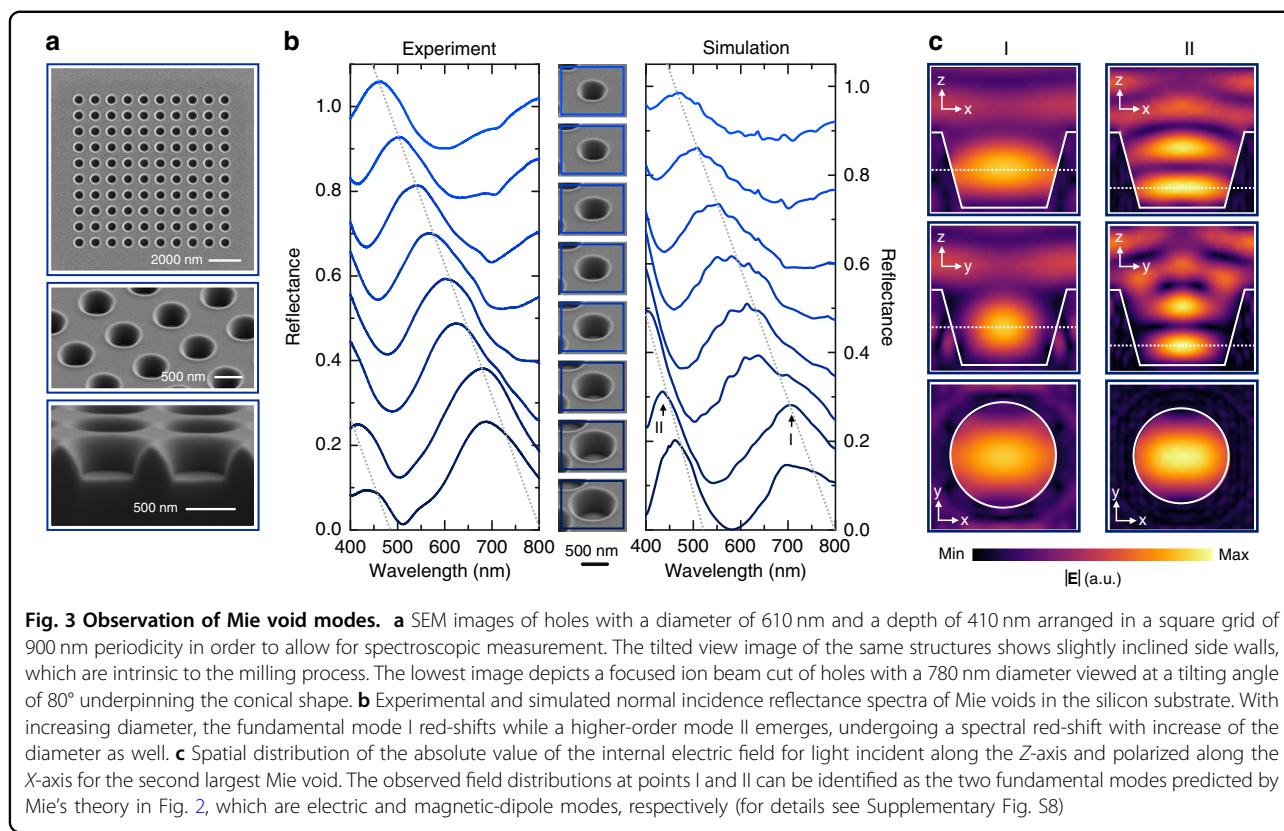 a
b
c
Experiment
Simulation
I
II
2000 nm
500 nm
500 nm
Reflectance
1.0
0.8
0.6
0.4
0.2
0.0
400 500 600 700 800
Wavelength (nm)
500 nm
II
I
400 500 600 700 800
Wavelength (nm)
1.0
0.8
0.6
0.4
0.2
0.0
Reflectance
z
x
z
x
z
y
z
y
y
x
y
x
Min
Max
|E| (a.u.)
Fig. 3 Observation of Mie void modes. a SEM images of holes with a diameter of 610 nm and a depth of 410 nm arranged in a square grid of
900 nm periodicity in order to allow for spectroscopic measurement. The tilted view image of the same structures shows slightly inclined side walls,
which are intrinsic to the milling process. The lowest image depicts a focused ion beam cut of holes with a 780 nm diameter viewed at a tilting angle
of 80° underpinning the conical shape. b Experimental and simulated normal incidence reflectance spectra of Mie voids in the silicon substrate. With
increasing diameter, the fundamental mode I red-shifts while a higher-order mode II emerges, undergoing a spectral red-shift with increase of the
diameter as well. c Spatial distribution of the absolute value of the internal electric field for light incident along the Z-axis and polarized along the
X-axis for the second largest Mie void. The observed field distributions at points I and II can be identified as the two fundamental modes predicted by
Mie's theory in Fig. 2, which are electric and magnetic-dipole modes, respectively (for details see Supplementary Fig. S8)